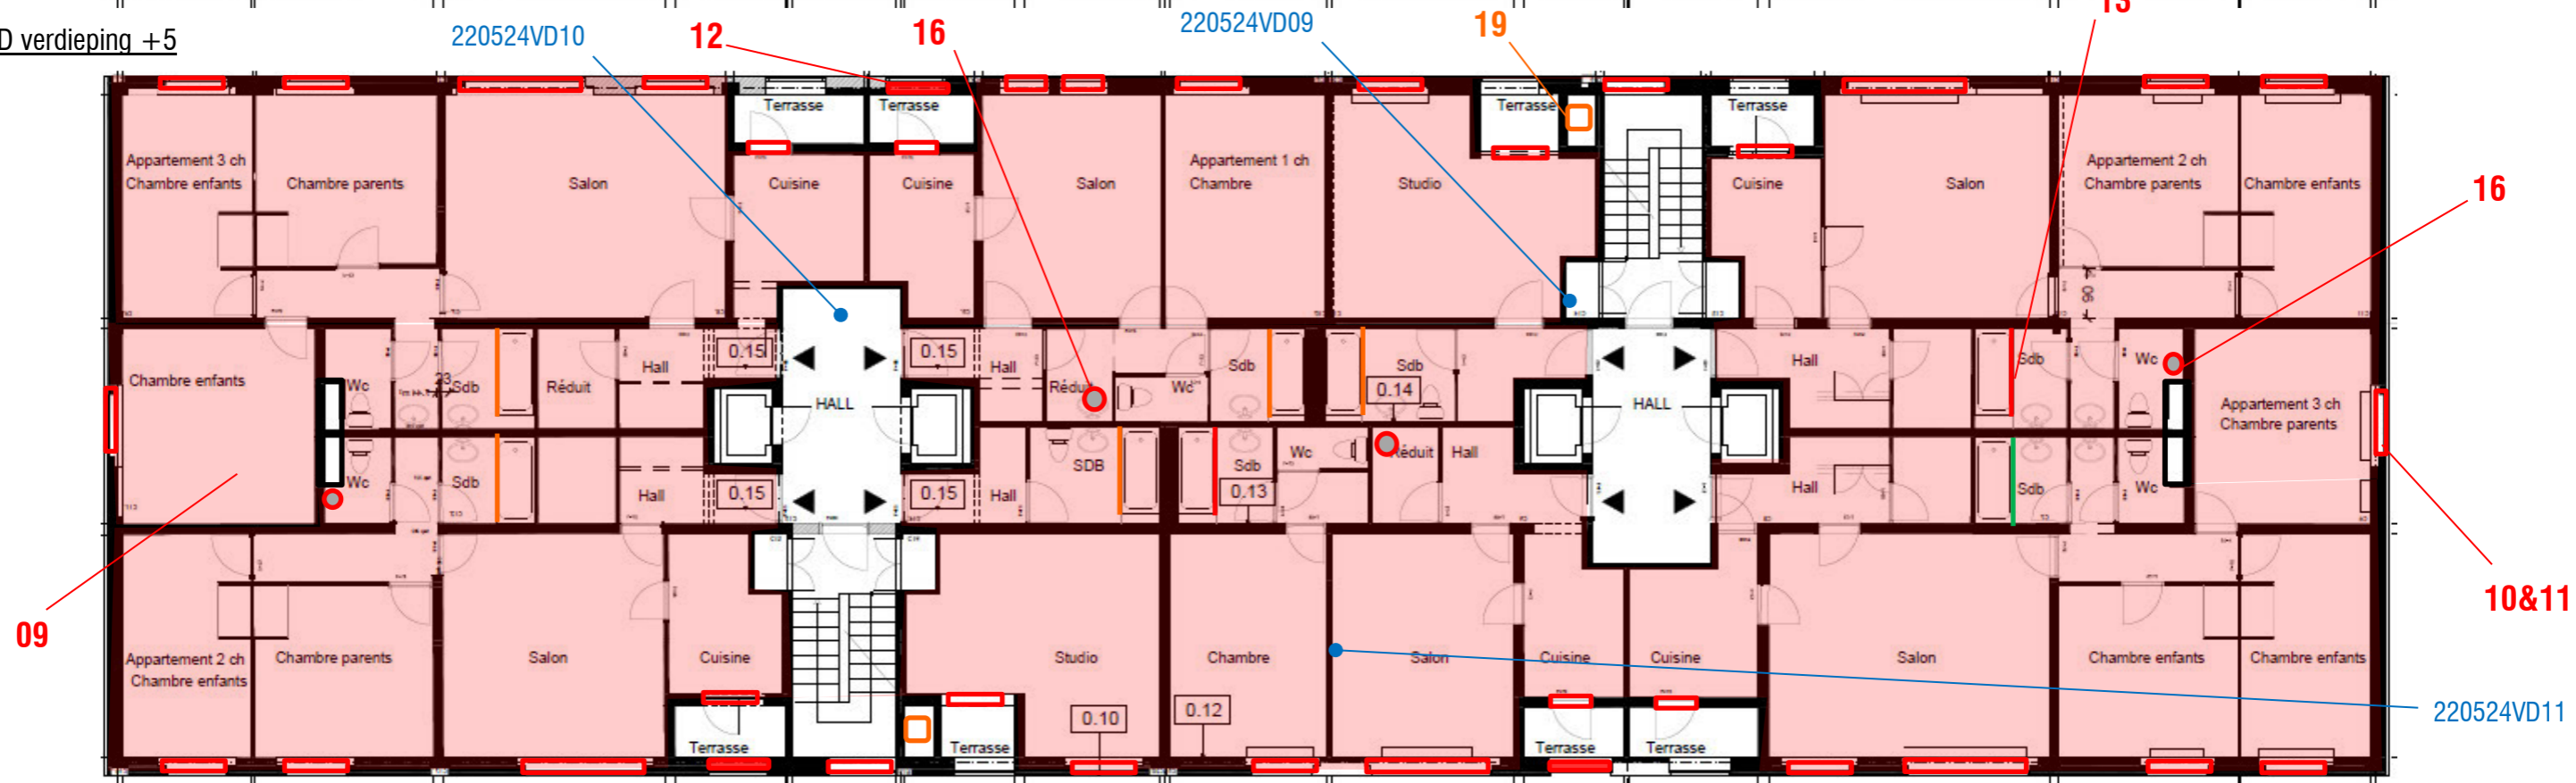 D verdieping +5
220524VD10
12
16
220524VD09
19
13
Terrasse
Terrasse
Terrasse
Terrasse
Appartement 3 ch
Chambre enfants
Chambre parents
Salon
Cuisine
Cuisine
Salon
Appartement 1 ch
Chambre
Studio
Cuisine
Salon
Appartement 2 ch
Chambre parents
Chambre enfants
16
90
Chambre enfants
Wc
23
Sdb
Réduit
Hall
0.15
HALL
0.15
Hall
Réduit
Wc
Sdb
Sdb
0.14
HALL
Hall
Sdb
Wc
Appartement 3 ch
Chambre parents
Wc
Sdb
Hall
0.15
0.15
Hall
SDB
Sdb
0.13
Wc
Réduit
Hall
Hall
Sdb
Wc
09
10&11
Appartement 2 ch
Chambre enfants
Chambre parents
Salon
Cuisine
Studio
Chambre
Salon
Cuisine
Cuisine
Salon
Chambre enfants
Chambre enfants
0.10
0.12
220524VD11
Terrasse
Terrasse
Terrasse
Terrasse